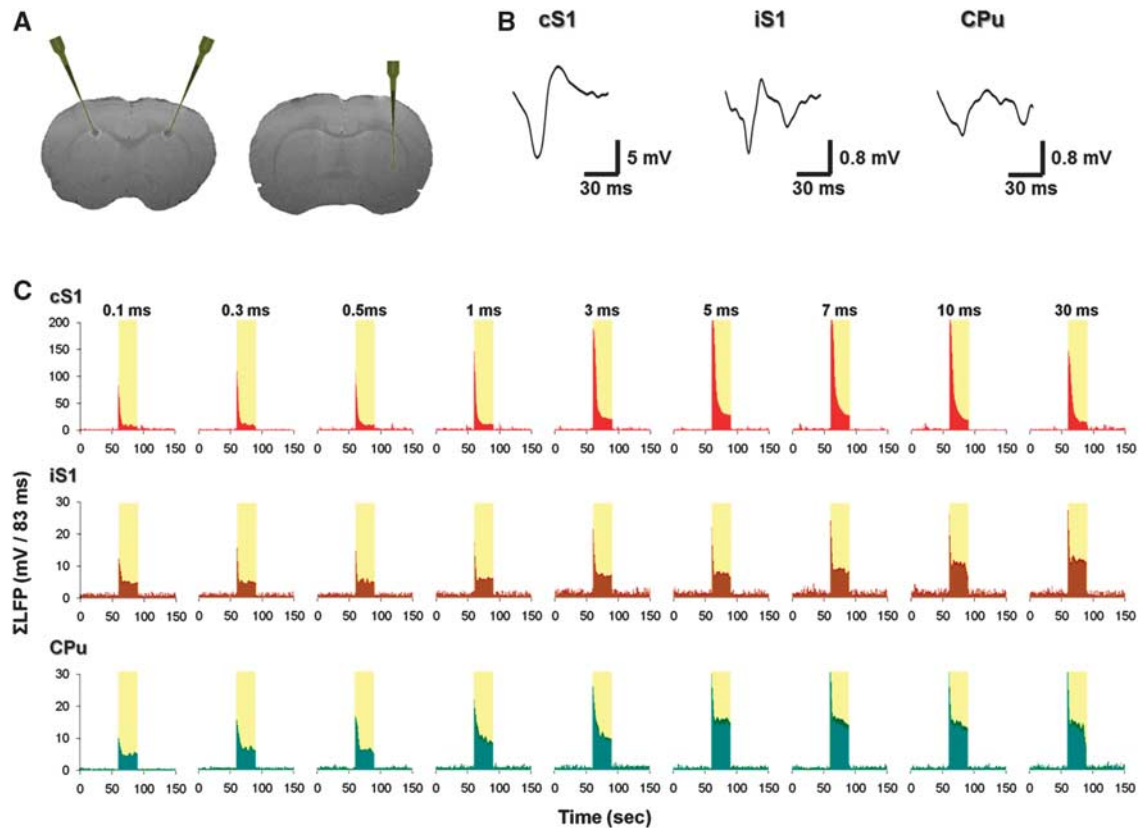 A
B
cS1
iS1
CPu
5 mV
30 ms
0.8 mV
30 ms
0.8 mV
30 ms
C
cS1
0.1 ms
0.3 ms
0.5ms
1 ms
3 ms
5 ms
7 ms
10 ms
30 ms
200
150
100
50
0
0 50 100 150
0 50 100 150
0 50 100 150
0 50 100 150
0 50 100 150
0 50 100 150
0 50 100 150
0 50 100 150
0 50 100 150
iS1
30
20
10
0
0 50 100 150
0 50 100 150
0 50 100 150
0 50 100 150
0 50 100 150
0 50 100 150
0 50 100 150
0 50 100 150
0 50 100 150
CPu
30
20
10
0
0 50 100 150
0 50 100 150
0 50 100 150
0 50 100 150
0 50 100 150
0 50 100 150
0 50 100 150
0 50 100 150
0 50 100 150
ΣLFP (mV / 83 ms)
Time (sec)